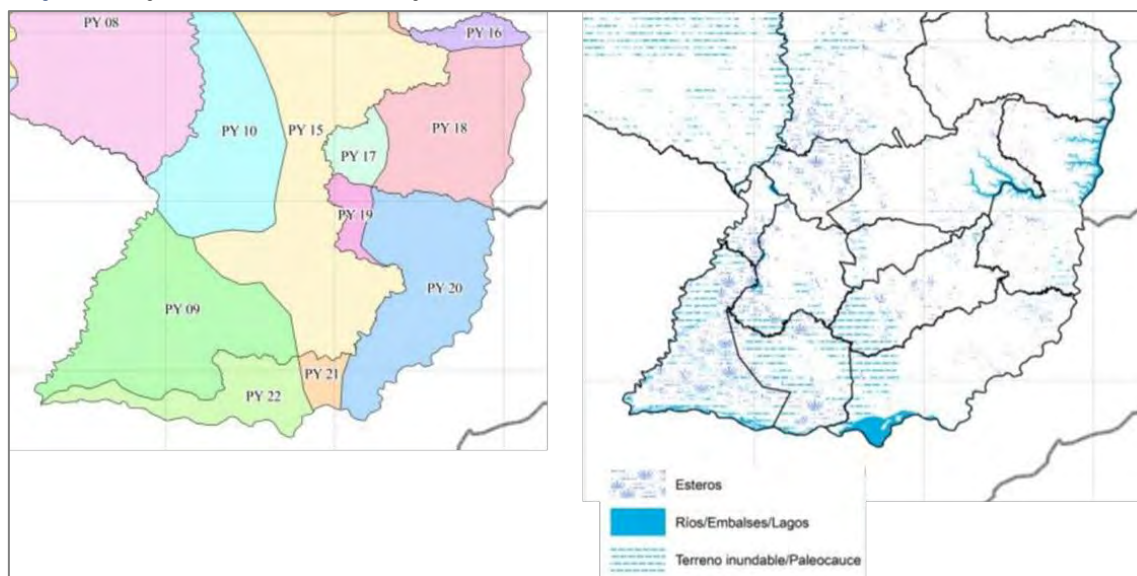 PY 08
PY 16
PY 10
PY 15
PY 18
PY 17
PY 19
PY 20
PY 09
PY 21
PY 22
Esteros
Ríos/Embalses/Lagos
Terreno inundable/Paleocauce